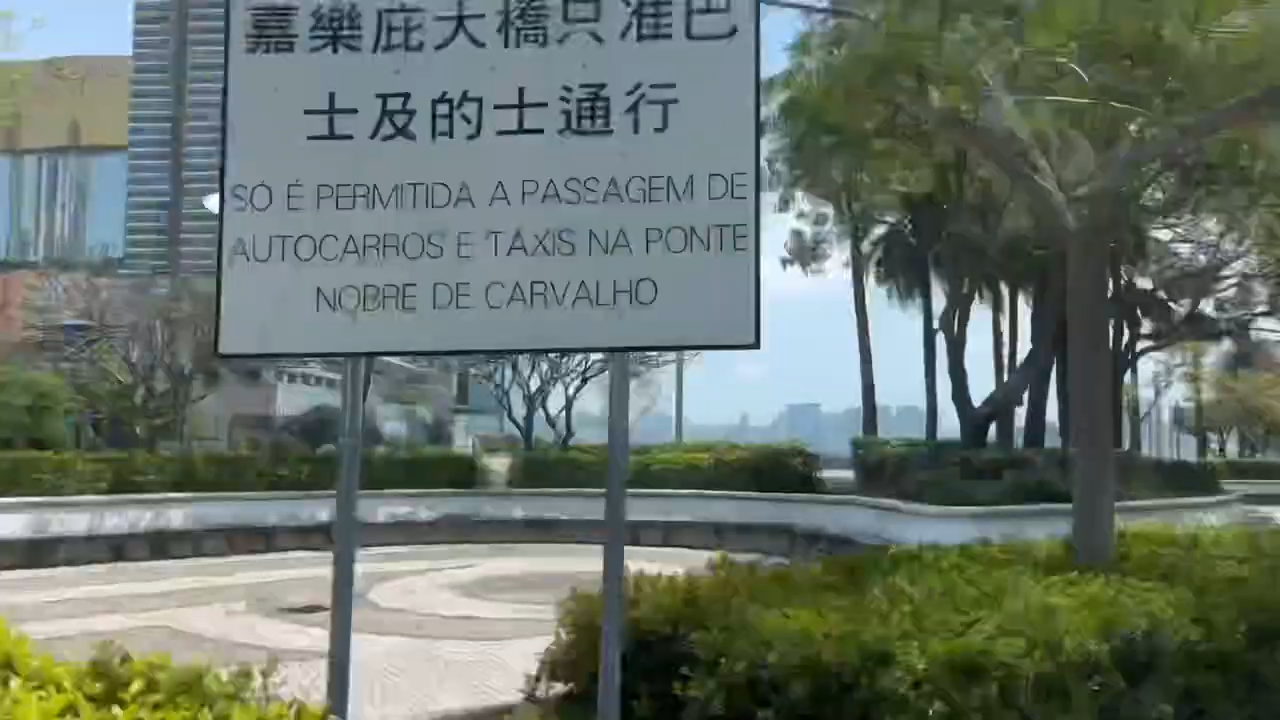 嘉樂庇大橋只准巴
士及的士通行
SÓ É PERMITIDA A PASSAGEM DE
AUTOCARROS E TÁXIS NA PONTE
NOBRE DE CARVALHO